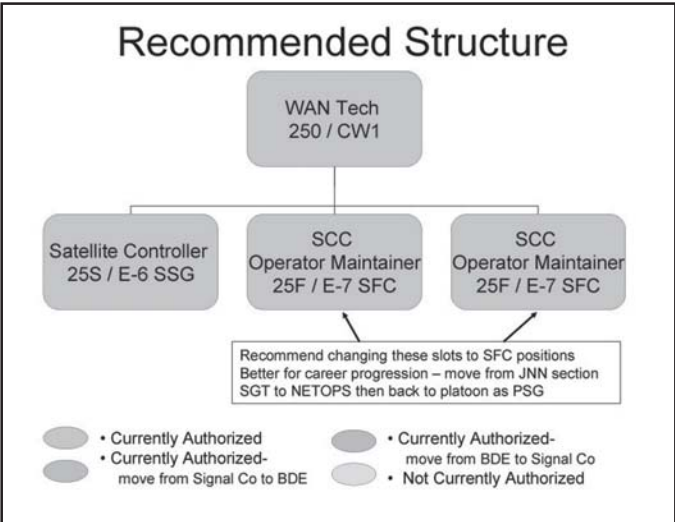 Recommended Structure
WAN Tech
250 / CW1
Satellite Controller
25S / E-6 SSG
SCC
Operator Maintainer
25F / E-7 SFC
SCC
Operator Maintainer
25F / E-7 SFC
Recommend changing these slots to SFC positions
Better for career progression – move from JNN section
SGT to NETOPS then back to platoon as PSG
• Currently Authorized
• Currently Authorized-
move from Signal Co to BDE
• Currently Authorized-
move from BDE to Signal Co
• Not Currently Authorized